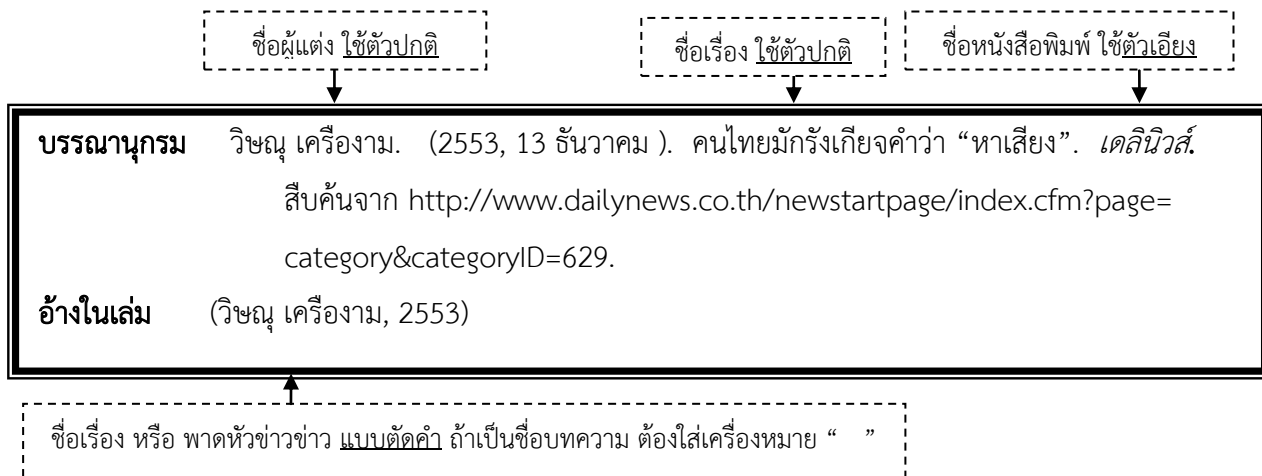 ชื่อผู้แต่ง ใช้ตัวปกติ
ชื่อเรื่อง ใช้ตัวปกติ
ชื่อหนังสือพิมพ์ ใช้ตัวเอียง
บรรณานุกรม วิษณุ เครืองาม. (2553, 13 ธันวาคม ). คนไทยมักรังเกียจคำว่า “หาเสียง”. เดลินิวส์.
สืบค้นจาก http://www.dailynews.co.th/newstartpage/index.cfm?page=
category&categoryID=629.
อ้างในเล่ม (วิษณุ เครืองาม, 2553)
ชื่อเรื่อง หรือ พาดหัวข่าวข่าว แบบตัดคำ ถ้าเป็นชื่อบทความ ต้องใส่เครื่องหมาย “ ”